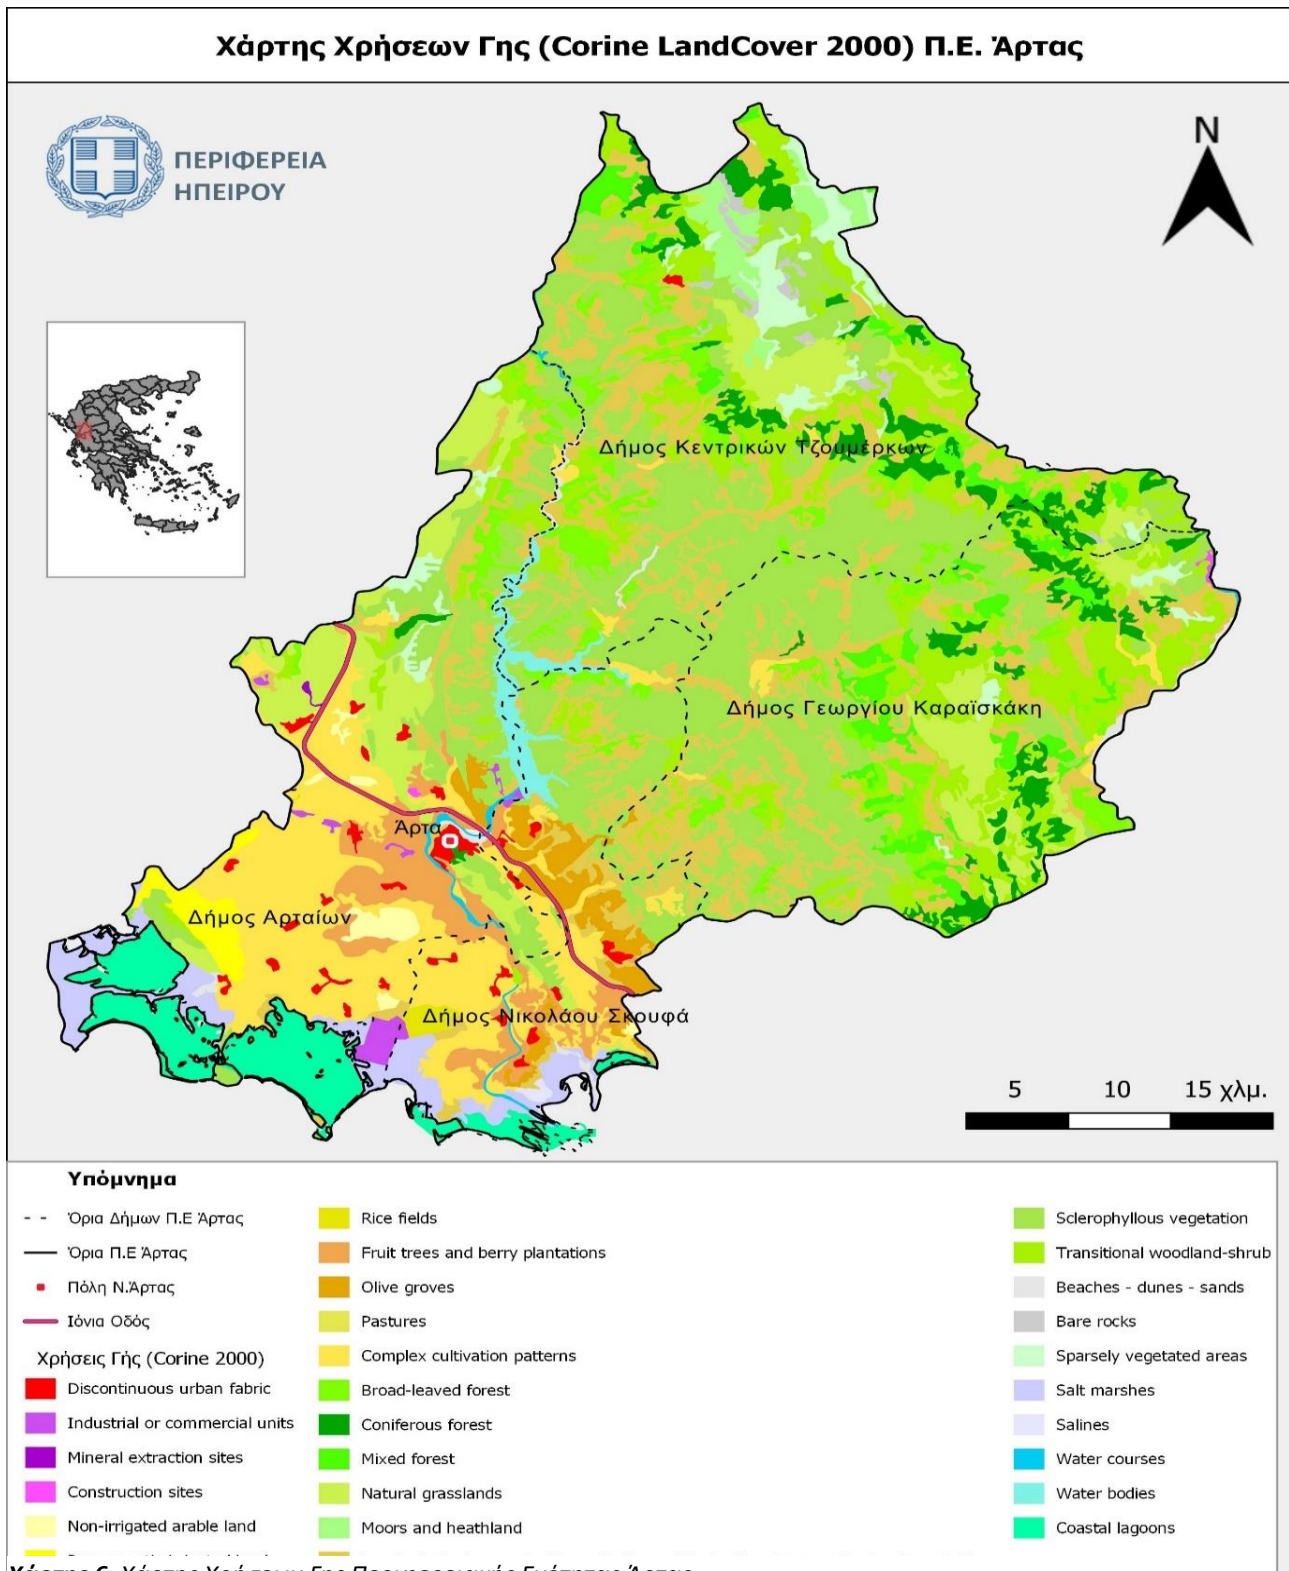 Χάρτης Χρήσεων Γης (Corine LandCover 2000) Π.Ε. Άρτας
ΠΕΡΙΦΕΡΕΙΑ
ΗΠΕΙΡΟΥ
N
Δήμος Κεντρικών Τζουμέρκων
Δήμος Γεωργίου Καραϊσκάκη
Άρτα
Δήμος Αρταίων
Δήμος Νικολάου Σκουφά
5 10 15 χλμ.
Υπόμνημα
Όρια Δήμων Π.Ε Άρτας
Όρια Π.Ε Άρτας
Πόλη Ν.Άρτας
Ιόνια Οδός
Χρήσεις Γής (Corine 2000)
Discontinuous urban fabric
Industrial or commercial units
Mineral extraction sites
Construction sites
Non-irrigated arable land
Rice fields
Fruit trees and berry plantations
Olive groves
Pastures
Complex cultivation patterns
Broad-leaved forest
Coniferous forest
Mixed forest
Natural grasslands
Moors and heathland
Sclerophyllous vegetation
Transitional woodland-shrub
Beaches - dunes - sands
Bare rocks
Sparsely vegetated areas
Salt marshes
Salines
Water courses
Water bodies
Coastal lagoons